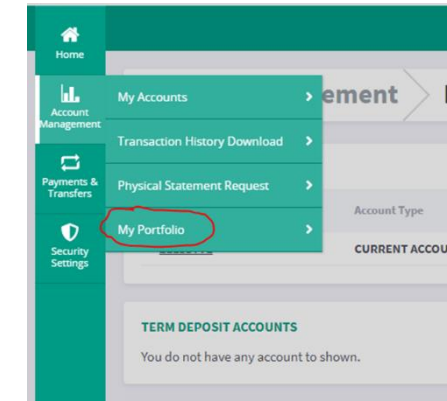 Home
Account
Management
Payments &
Transfers
Security
Settings
My Accounts
Transaction History Download
Physical Statement Request
My Portfolio
ement
Account Type
CURRENT ACCOU
TERM DEPOSIT ACCOUNTS
You do not have any account to shown.